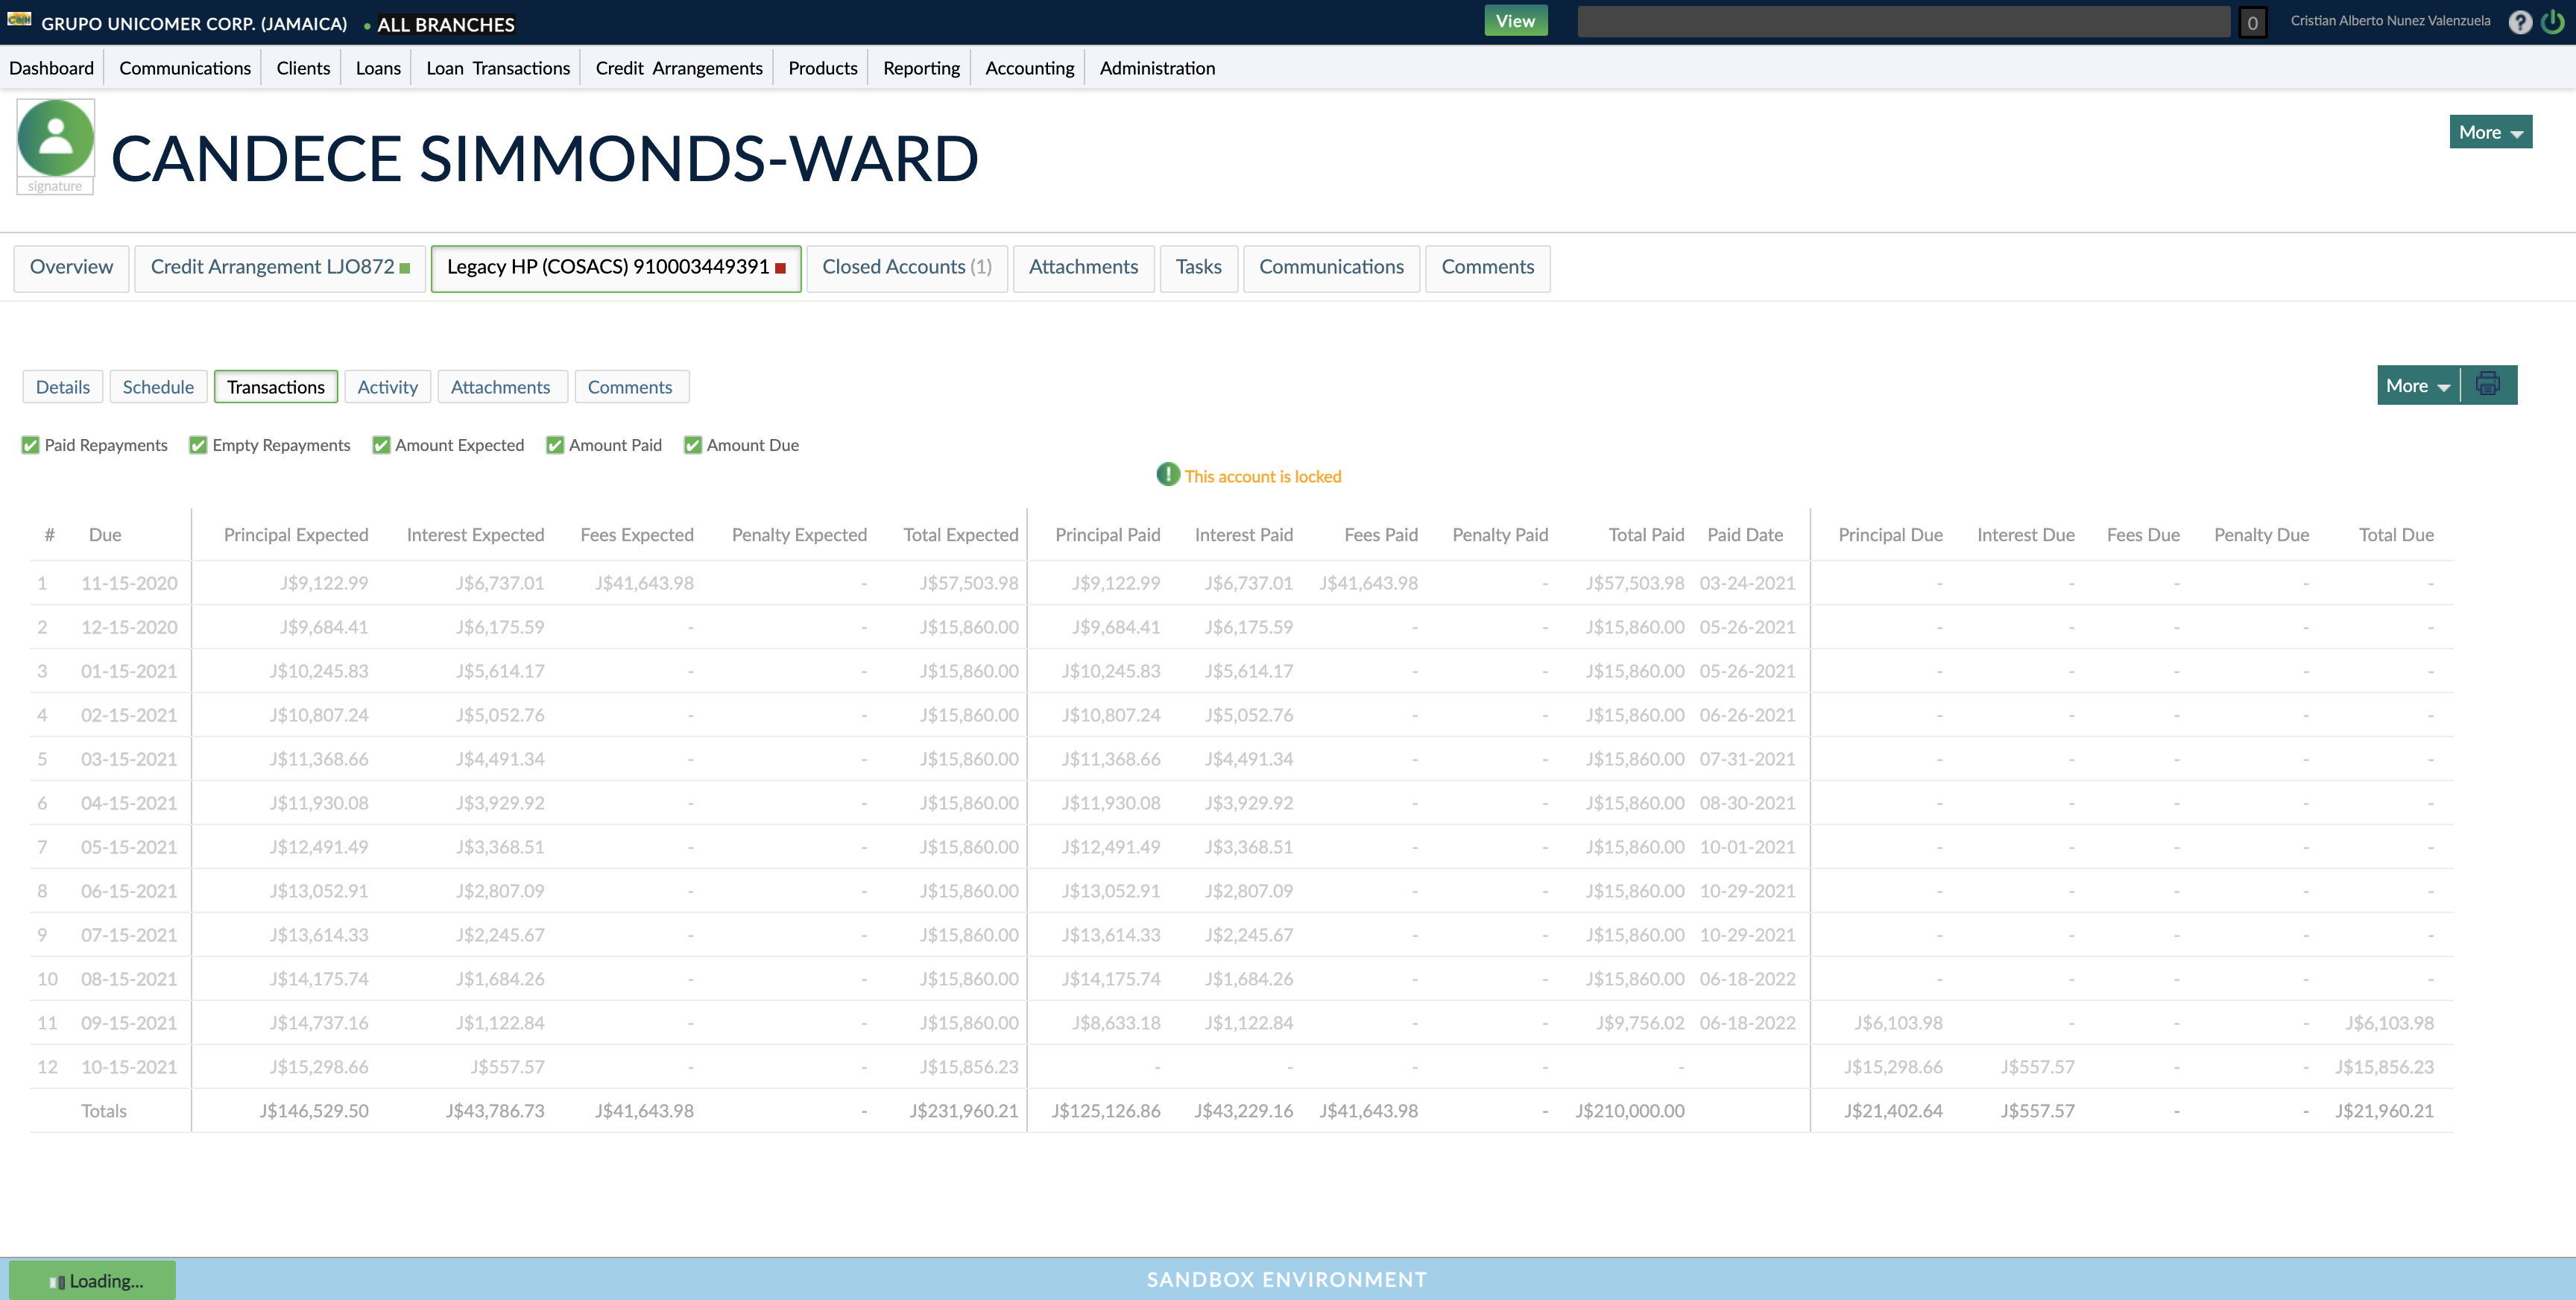 GRUPO UNICOMER CORP. (JAMAICA) • ALL BRANCHES View 0 Cristian Alberto Nunez Valenzuela ?
Dashboard Communications Clients Loans Loan Transactions Credit Arrangements Products Reporting Accounting Administration
CANDECE SIMMONDS-WARD More
signature
Overview Credit Arrangement LJO872 Legacy HP (COSACS) 910003449391 Closed Accounts (1) Attachments Tasks Communications Comments
Details Schedule Transactions Activity Attachments Comments More
Paid Repayments Empty Repayments Amount Expected Amount Paid Amount Due
! This account is locked
# Due Principal Expected Interest Expected Fees Expected Penalty Expected Total Expected Principal Paid Interest Paid Fees Paid Penalty Paid Total Paid Paid Date Principal Due Interest Due Fees Due Penalty Due Total Due
1 11-15-2020 J$9,122.99 J$6,737.01 J$41,643.98 - J$57,503.98 J$9,122.99 J$6,737.01 J$41,643.98 - J$57,503.98 03-24-2021 - - - - -
2 12-15-2020 J$9,684.41 J$6,175.59 - - J$15,860.00 J$9,684.41 J$6,175.59 - - J$15,860.00 05-26-2021 - - - - -
3 01-15-2021 J$10,245.83 J$5,614.17 - - J$15,860.00 J$10,245.83 J$5,614.17 - - J$15,860.00 05-26-2021 - - - - -
4 02-15-2021 J$10,807.24 J$5,052.76 - - J$15,860.00 J$10,807.24 J$5,052.76 - - J$15,860.00 06-26-2021 - - - - -
5 03-15-2021 J$11,368.66 J$4,491.34 - - J$15,860.00 J$11,368.66 J$4,491.34 - - J$15,860.00 07-31-2021 - - - - -
6 04-15-2021 J$11,930.08 J$3,929.92 - - J$15,860.00 J$11,930.08 J$3,929.92 - - J$15,860.00 08-30-2021 - - - - -
7 05-15-2021 J$12,491.49 J$3,368.51 - - J$15,860.00 J$12,491.49 J$3,368.51 - - J$15,860.00 10-01-2021 - - - - -
8 06-15-2021 J$13,052.91 J$2,807.09 - - J$15,860.00 J$13,052.91 J$2,807.09 - - J$15,860.00 10-29-2021 - - - - -
9 07-15-2021 J$13,614.33 J$2,245.67 - - J$15,860.00 J$13,614.33 J$2,245.67 - - J$15,860.00 10-29-2021 - - - - -
10 08-15-2021 J$14,175.74 J$1,684.26 - - J$15,860.00 J$14,175.74 J$1,684.26 - - J$15,860.00 06-18-2022 - - - - -
11 09-15-2021 J$14,737.16 J$1,122.84 - - J$15,860.00 J$8,633.18 J$1,122.84 - - J$9,756.02 06-18-2022 J$6,103.98 - - - J$6,103.98
12 10-15-2021 J$15,298.66 J$557.57 - - J$15,856.23 - - - - - J$15,298.66 J$557.57 - - J$15,856.23
Totals J$146,529.50 J$43,786.73 J$41,643.98 - J$231,960.21 J$125,126.86 J$43,229.16 J$41,643.98 - J$210,000.00 J$21,402.64 J$557.57 - - J$21,960.21
Loading... SANDBOX ENVIRONMENT